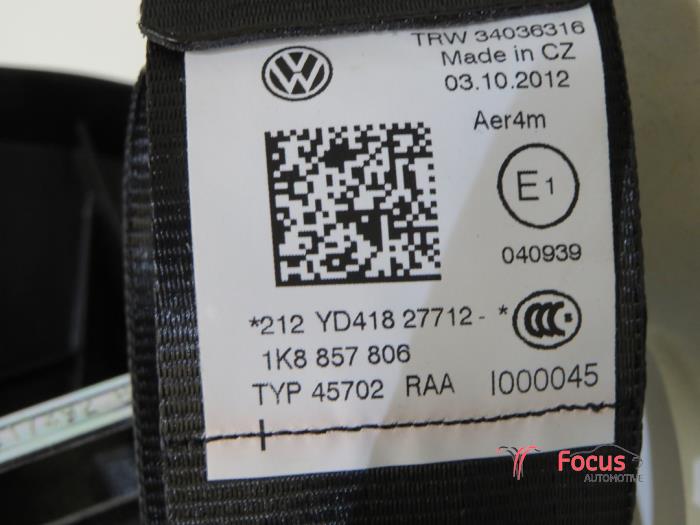 TRW 34036316
Made in CZ
03.10.2012
Aer4m
E1
040939
*212 YD418 27712- *
CCC
1K8 857 806
TYP 45702 RAA I000045
Focus
AUTOMOTIVE